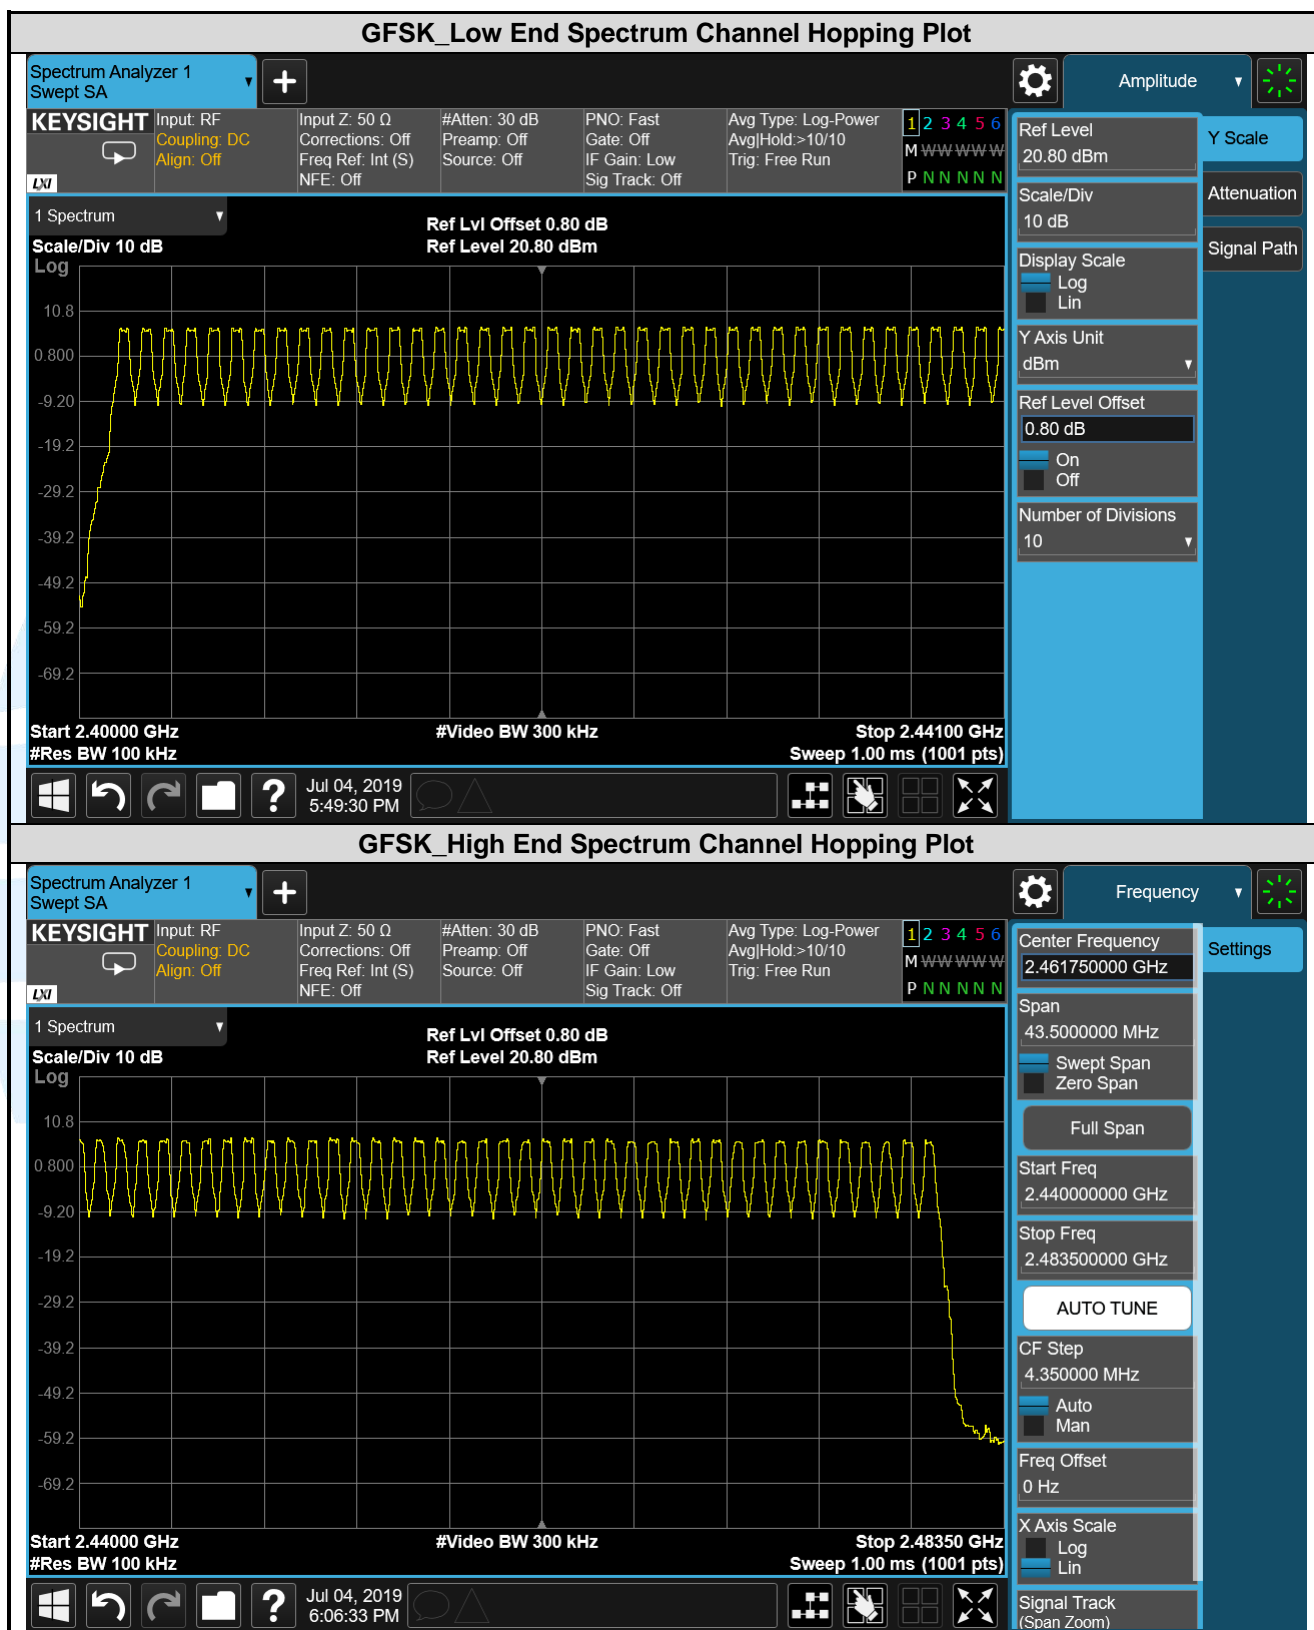 GFSK_Low End Spectrum Channel Hopping Plot
Spectrum Analyzer 1
Swept SA
Amplitude
KEYSIGHT
LXI
Input: RF
Coupling: DC
Align: Off
Input Z: 50 Ω
Corrections: Off
Freq Ref: Int (S)
NFE: Off
#Atten: 30 dB
Preamp: Off
Source: Off
PNO: Fast
Gate: Off
IF Gain: Low
Sig Track: Off
Avg Type: Log-Power
Avg|Hold:>10/10
Trig: Free Run
1 2 3 4 5 6
M W W W W W
P N N N N N
1 Spectrum
Scale/Div 10 dB
Log
Ref Lvl Offset 0.80 dB
Ref Level 20.80 dBm
10.8
0.800
-9.20
-19.2
-29.2
-39.2
-49.2
-59.2
-69.2
Start 2.40000 GHz
#Res BW 100 kHz
#Video BW 300 kHz
Stop 2.44100 GHz
Sweep 1.00 ms (1001 pts)
?
Jul 04, 2019
5:49:30 PM
Ref Level
20.80 dBm
Scale/Div
10 dB
Display Scale
Log
Lin
Y Axis Unit
dBm
Ref Level Offset
0.80 dB
On
Off
Number of Divisions
10
Y Scale
Attenuation
Signal Path
GFSK_High End Spectrum Channel Hopping Plot
Spectrum Analyzer 1
Swept SA
Frequency
KEYSIGHT
LXI
Input: RF
Coupling: DC
Align: Off
Input Z: 50 Ω
Corrections: Off
Freq Ref: Int (S)
NFE: Off
#Atten: 30 dB
Preamp: Off
Source: Off
PNO: Fast
Gate: Off
IF Gain: Low
Sig Track: Off
Avg Type: Log-Power
Avg|Hold:>10/10
Trig: Free Run
1 2 3 4 5 6
M W W W W W
P N N N N N
1 Spectrum
Scale/Div 10 dB
Log
Ref Lvl Offset 0.80 dB
Ref Level 20.80 dBm
10.8
0.800
-9.20
-19.2
-29.2
-39.2
-49.2
-59.2
-69.2
Start 2.44000 GHz
#Res BW 100 kHz
#Video BW 300 kHz
Stop 2.48350 GHz
Sweep 1.00 ms (1001 pts)
?
Jul 04, 2019
6:06:33 PM
Center Frequency
2.461750000 GHz
Span
43.5000000 MHz
Swept Span
Zero Span
Full Span
Start Freq
2.440000000 GHz
Stop Freq
2.483500000 GHz
AUTO TUNE
CF Step
4.350000 MHz
Auto
Man
Freq Offset
0 Hz
X Axis Scale
Log
Lin
Signal Track
(Span Zoom)
Settings